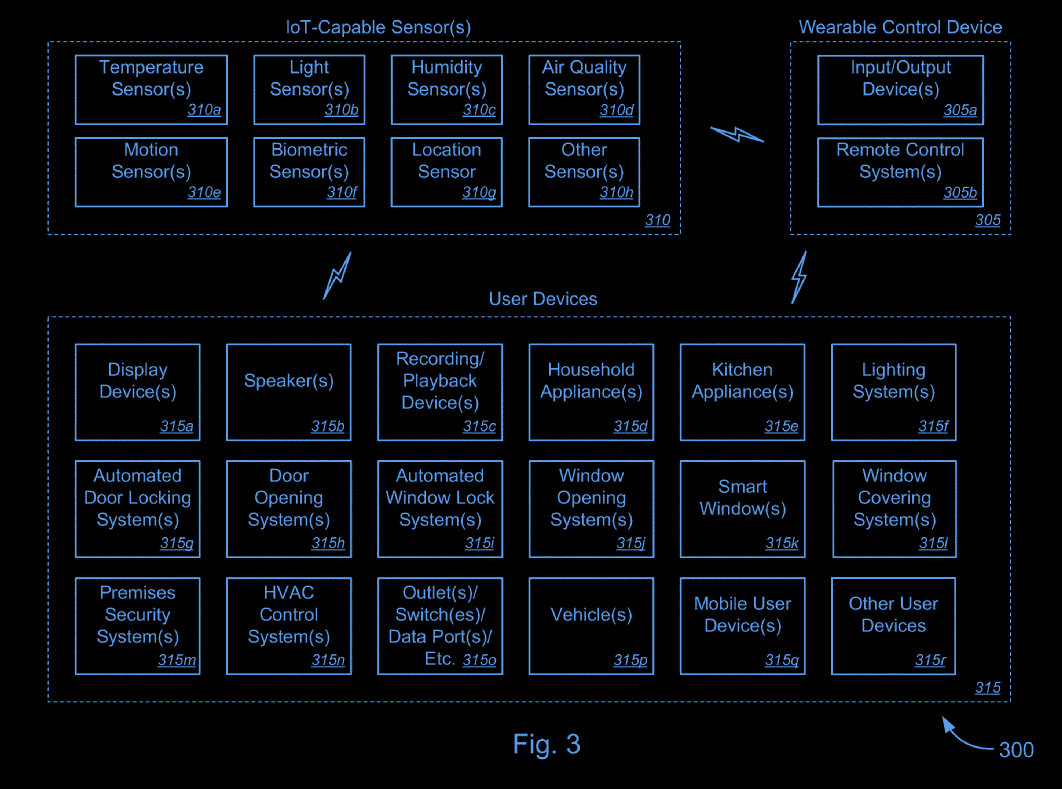 IoT-Capable Sensor(s)
Wearable Control Device
Temperature
Sensor(s)
310a
Light
Sensor(s)
310b
Humidity
Sensor(s)
310c
Air Quality
Sensor(s)
310d
Input/Output
Device(s)
305a
Motion
Sensor(s)
310e
Biometric
Sensor(s)
310f
Location
Sensor
310g
Other
Sensor(s)
310h
Remote Control
System(s)
305b
310
305
User Devices
Display
Device(s)
315a
Speaker(s)
315b
Recording/
Playback
Device(s)
315c
Household
Appliance(s)
315d
Kitchen
Appliance(s)
315e
Lighting
System(s)
315f
Automated
Door Locking
System(s)
315g
Door
Opening
System(s)
315h
Automated
Window Lock
System(s)
315i
Window
Opening
System(s)
315j
Smart
Window(s)
315k
Window
Covering
System(s)
315l
Premises
Security
System(s)
315m
HVAC
Control
System(s)
315n
Outlet(s)/
Switch(es)/
Data Port(s)/
Etc. 315o
Vehicle(s)
315p
Mobile User
Device(s)
315q
Other User
Devices
315r
315
Fig. 3
300